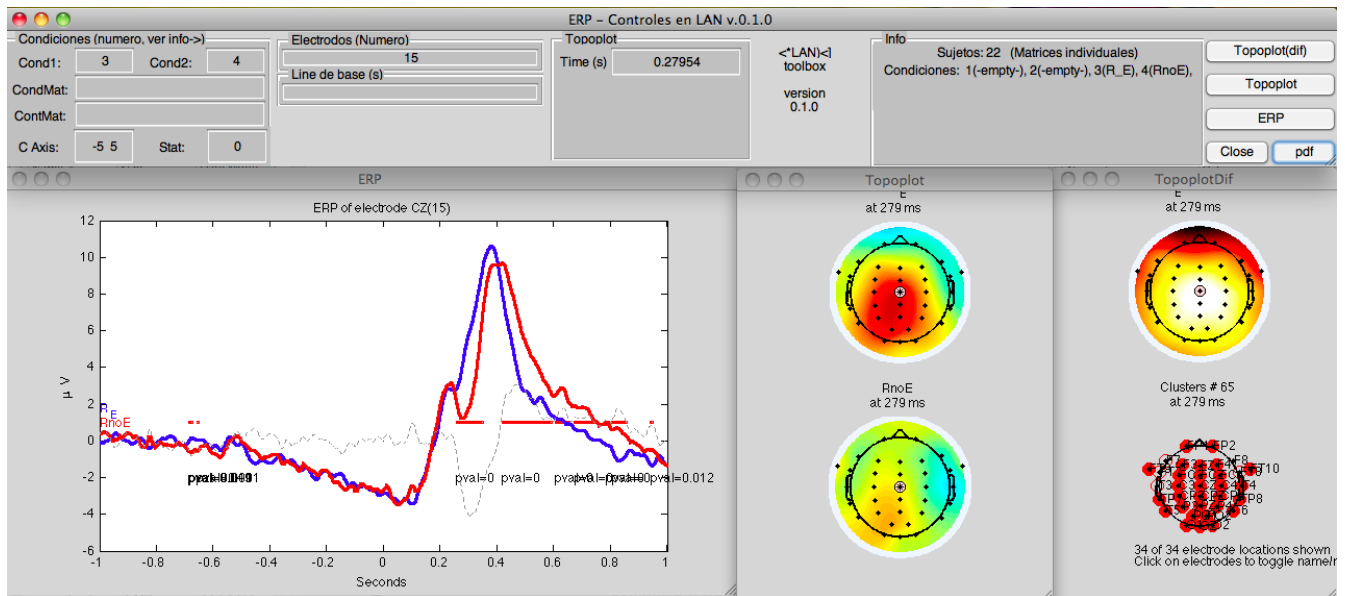 ERP – Controles en LAN v.0.1.0
Condiciones (numero, ver info->)
Cond1: 3 Cond2: 4
CondMat:
ContMat:
C Axis: -5 5 Stat: 0
Electrodos (Numero)
15
Line de base (s)
Topoplot
Time (s) 0.27954
<*LAN)<]
toolbox
version
0.1.0
Info
Sujetos: 22 (Matrices individuales)
Condiciones: 1(-empty-), 2(-empty-), 3(R_E), 4(RnoE),
Topoplot(dif)
Topoplot
ERP
Close pdf
ERP
ERP of electrode CZ(15)
12
10
8
6
4
2
0
-2
-4
-6
μ V
R E
RnoE
pval=0 pval=0 pval=0.012
-1 -0.8 -0.6 -0.4 -0.2 0 0.2 0.4 0.6 0.8 1
Seconds
Topoplot
E
at 279 ms
RnoE
at 279 ms
TopoplotDif
E
at 279 ms
Clusters # 65
at 279 ms
34 of 34 electrode locations shown
Click on electrodes to toggle name/